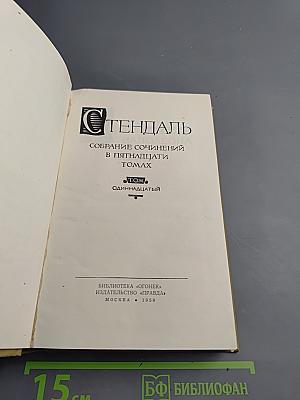 СТЕНДАЛЬ
СОБРАНИЕ СОЧИНЕНИЙ
В ПЯТНАДЦАТИ
ТОМАХ
ТОМ
ОДИННАДЦАТЫЙ
БИБЛИОТЕКА «ОГОНЕК»
ИЗДАТЕЛЬСТВО «ПРАВДА»
МОСКВА • 1959
15 см
БФ БИБЛИОФАН